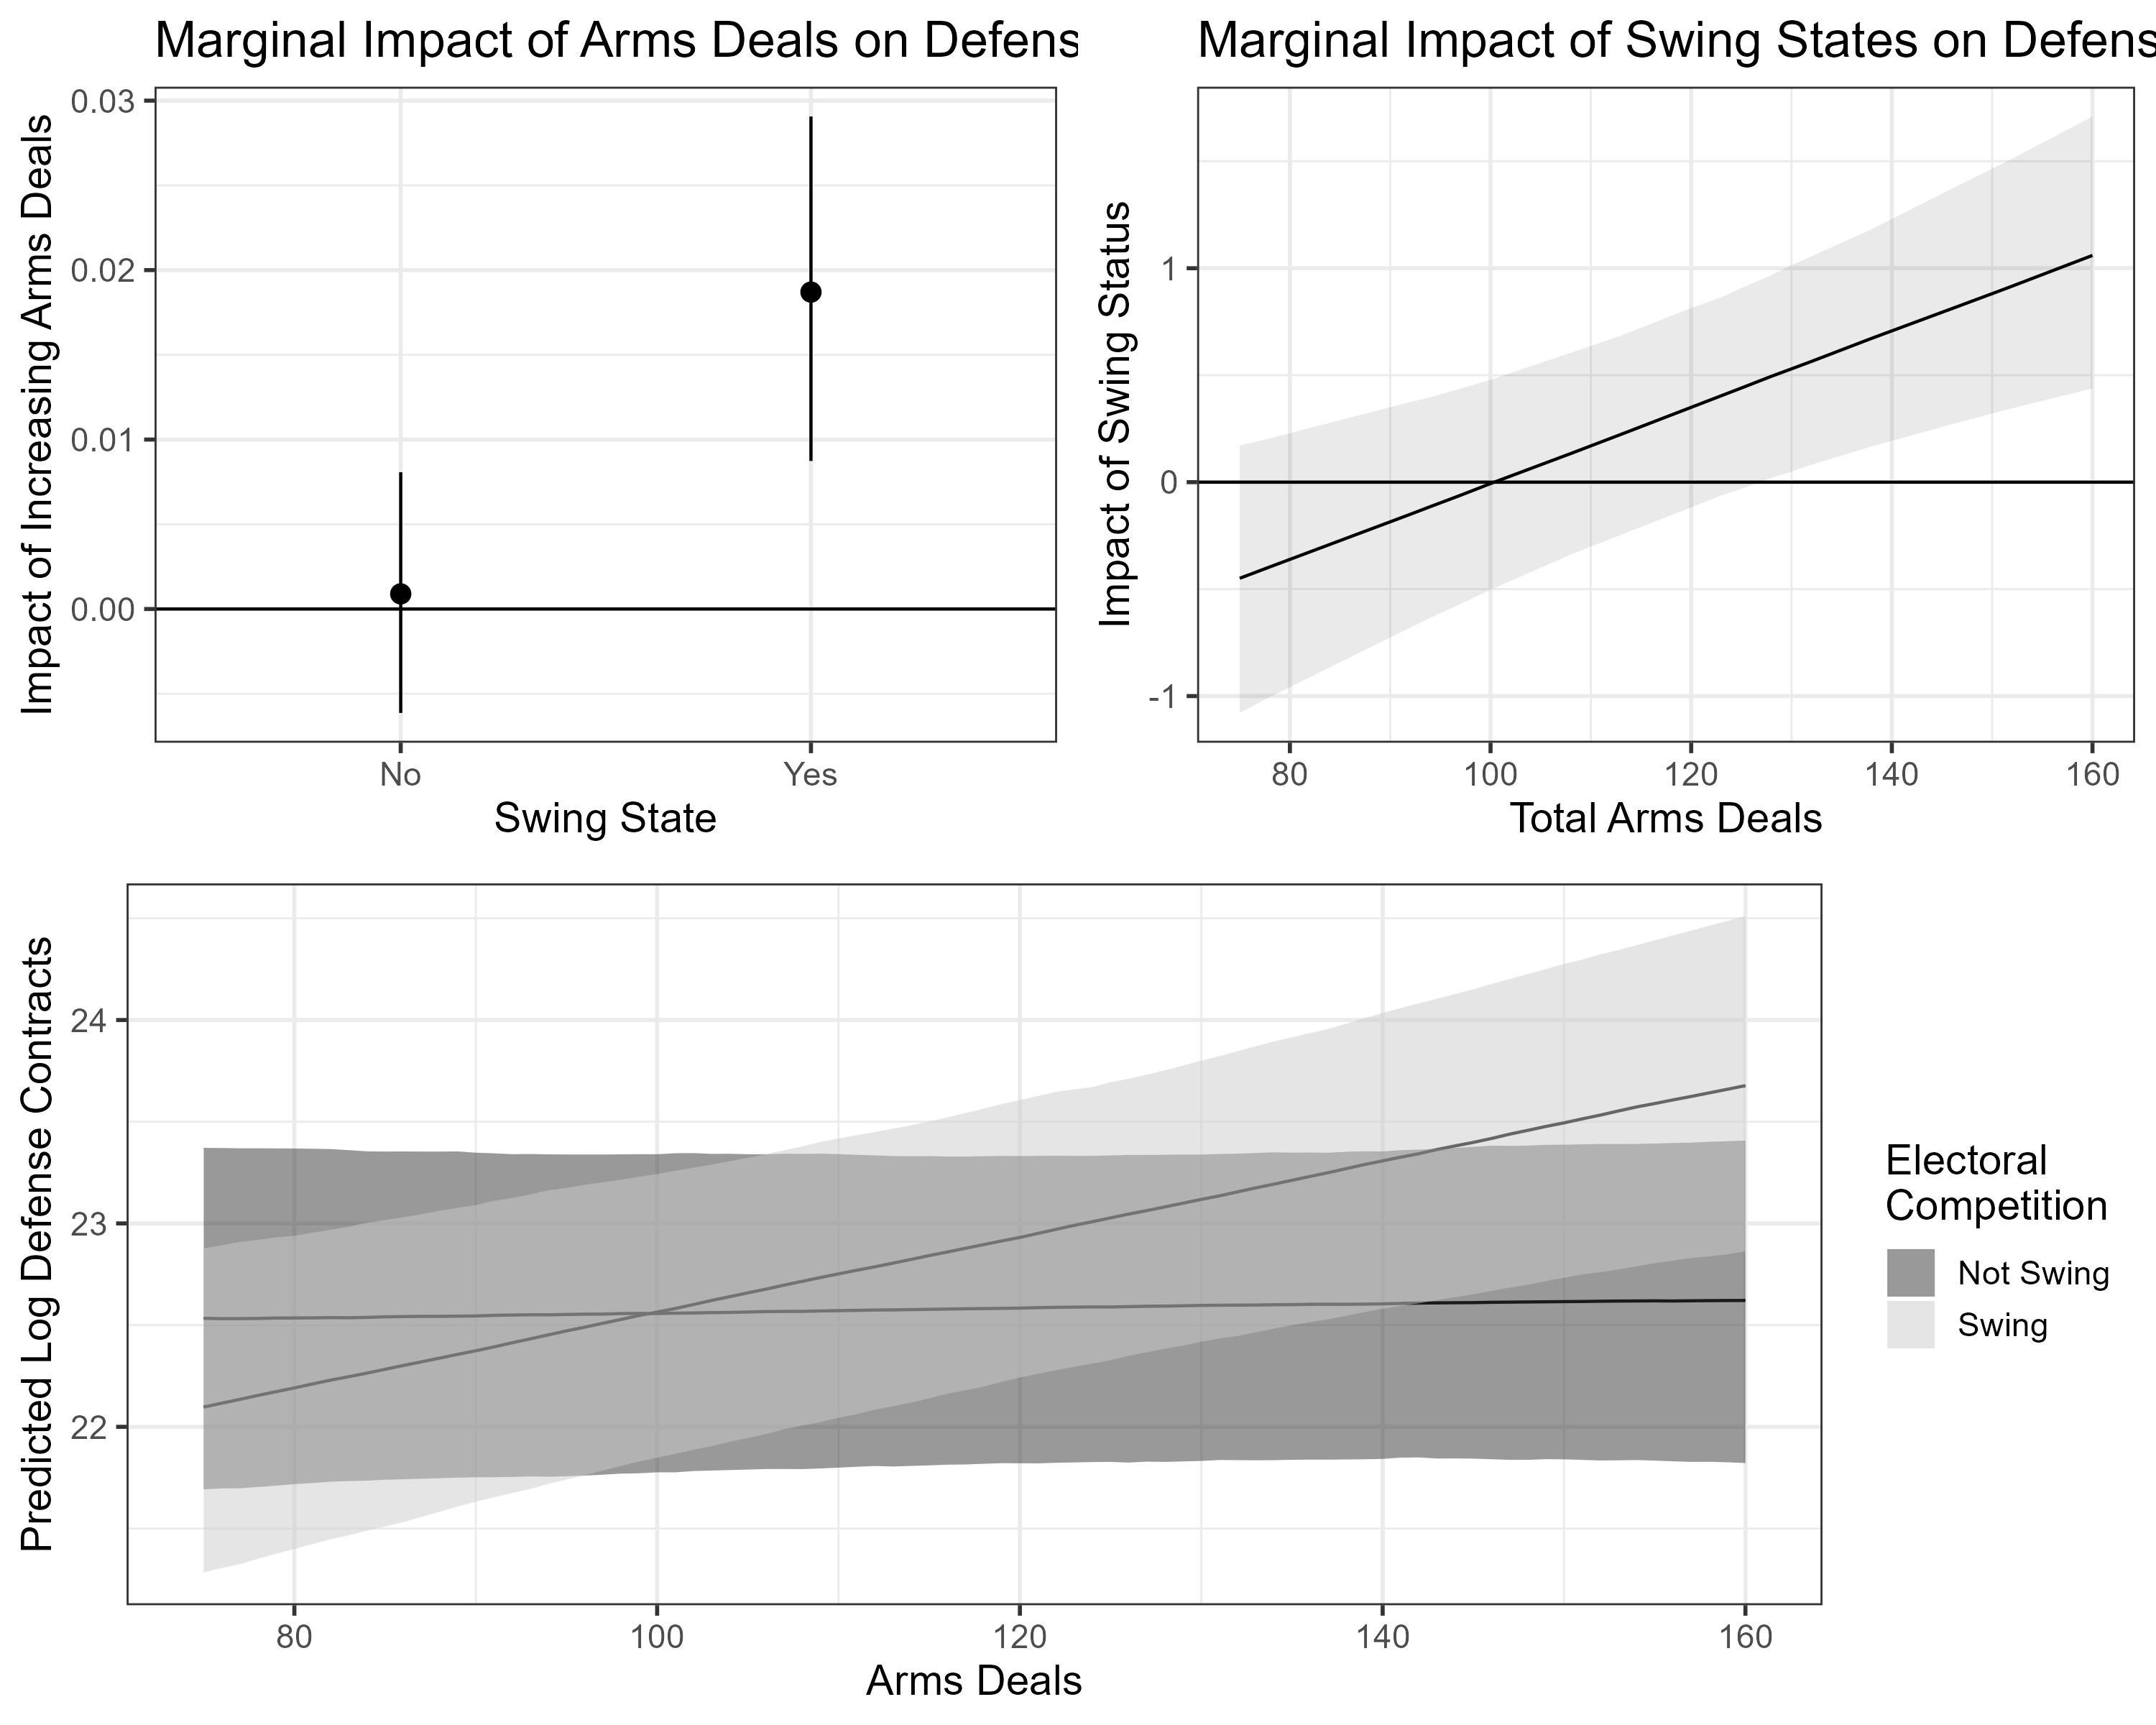 Marginal Impact of Arms Deals on Defens
Impact of Increasing Arms Deals
0.03
0.02
0.01
0.00
No
Yes
Swing State
Marginal Impact of Swing States on Defens
Impact of Swing Status
1
0
-1
80
100
120
140
160
Total Arms Deals
Predicted Log Defense Contracts
24
23
22
80
100
120
140
160
Arms Deals
Electoral
Competition
Not Swing
Swing